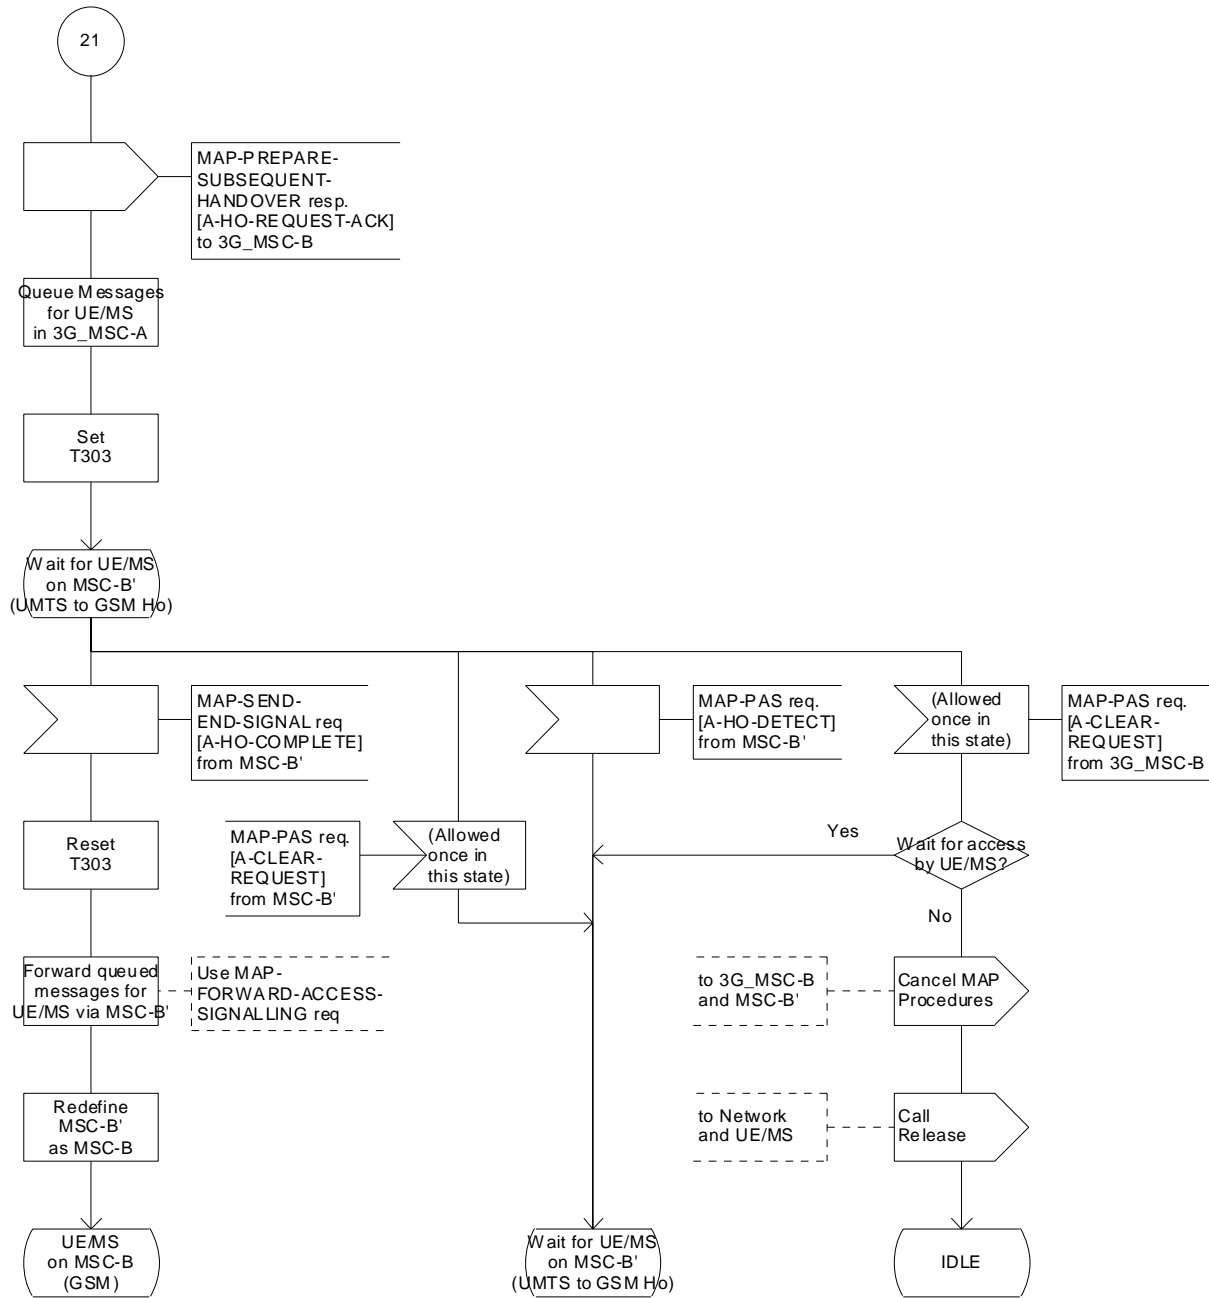 21
MAP-PREPARE-
SUBSEQUENT-
HANDOVER resp.
[A-HO-REQUEST-ACK]
to 3G_MSC-B
Queue Messages
for UE/MS
in 3G_MSC-A
Set
T303
Wait for UE/MS
on MSC-B'
(UMTS to GSM Ho)
MAP-SEND-
END-SIGNAL req
[A-HO-COMPLETE]
from MSC-B'
MAP-PAS req.
[A-HO-DETECT]
from MSC-B'
(Allowed
once in
this state)
MAP-PAS req.
[A-CLEAR-
REQUEST]
from 3G_MSC-B
Reset
T303
MAP-PAS req.
[A-CLEAR-
REQUEST]
from MSC-B'
(Allowed
once in
this state)
Yes
Wait for access
by UE/MS?
No
Forward queued
messages for
UE/MS via MSC-B'
Use MAP-
FORWARD-ACCESS-
SIGNALLING req
to 3G_MSC-B
and MSC-B'
Cancel MAP
Procedures
Redefine
MSC-B'
as MSC-B
to Network
and UE/MS
Call
Release
UE/MS
on MSC-B
(GSM)
Wait for UE/MS
on MSC-B'
(UMTS to GSM Ho)
IDLE